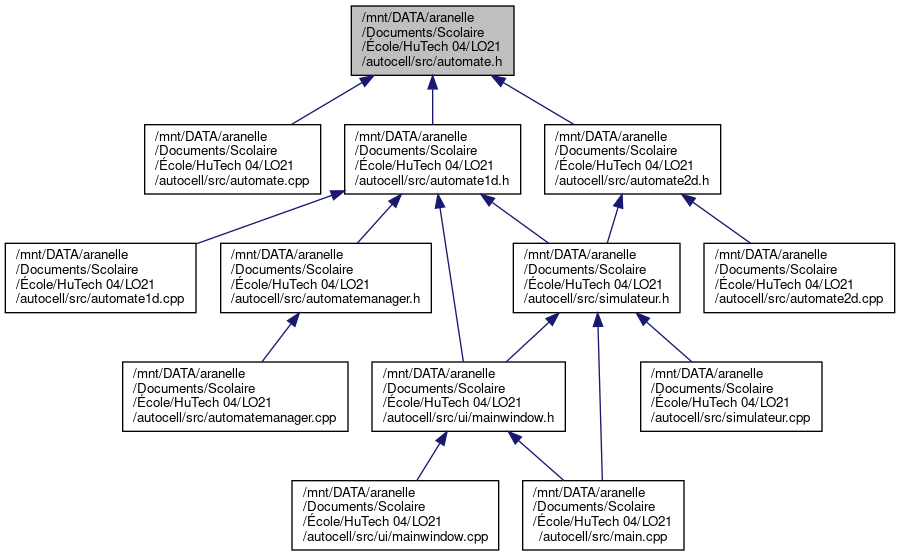 /mnt/DATA/aranelle
/Documents/Scolaire
/École/HuTech 04/LO21
/autocell/src/automate.h
/mnt/DATA/aranelle
/Documents/Scolaire
/École/HuTech 04/LO21
/autocell/src/automate.cpp
/mnt/DATA/aranelle
/Documents/Scolaire
/École/HuTech 04/LO21
/autocell/src/automate1d.h
/mnt/DATA/aranelle
/Documents/Scolaire
/École/HuTech 04/LO21
/autocell/src/automate2d.h
/mnt/DATA/aranelle
/Documents/Scolaire
/École/HuTech 04/LO21
/autocell/src/automate1d.cpp
/mnt/DATA/aranelle
/Documents/Scolaire
/École/HuTech 04/LO21
/autocell/src/automatemanager.h
/mnt/DATA/aranelle
/Documents/Scolaire
/École/HuTech 04/LO21
/autocell/src/simulateur.h
/mnt/DATA/aranelle
/Documents/Scolaire
/École/HuTech 04/LO21
/autocell/src/automate2d.cpp
/mnt/DATA/aranelle
/Documents/Scolaire
/École/HuTech 04/LO21
/autocell/src/automatemanager.cpp
/mnt/DATA/aranelle
/Documents/Scolaire
/École/HuTech 04/LO21
/autocell/src/ui/mainwindow.h
/mnt/DATA/aranelle
/Documents/Scolaire
/École/HuTech 04/LO21
/autocell/src/simulateur.cpp
/mnt/DATA/aranelle
/Documents/Scolaire
/École/HuTech 04/LO21
/autocell/src/ui/mainwindow.cpp
/mnt/DATA/aranelle
/Documents/Scolaire
/École/HuTech 04/LO21
/autocell/src/main.cpp